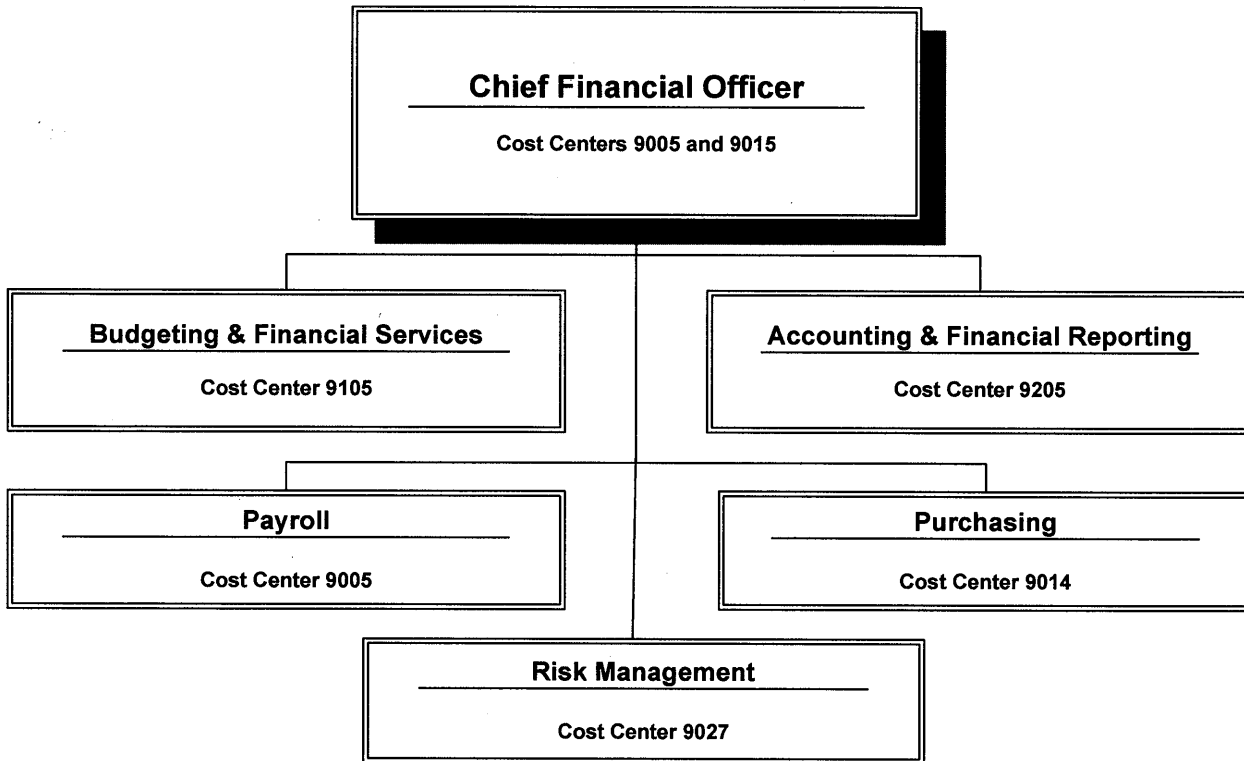 Chief Financial Officer
Cost Centers 9005 and 9015
Budgeting & Financial Services
Cost Center 9105
Accounting & Financial Reporting
Cost Center 9205
Payroll
Cost Center 9005
Purchasing
Cost Center 9014
Risk Management
Cost Center 9027